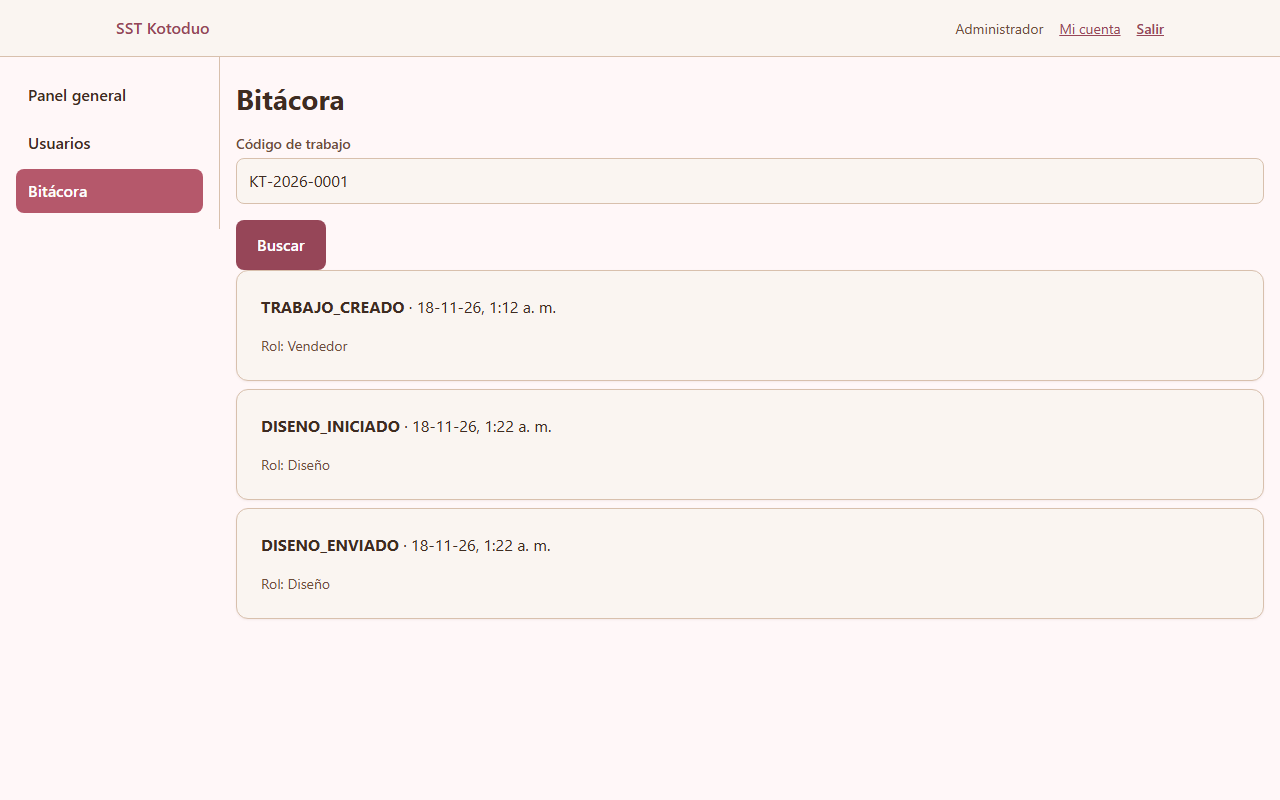 SST Kotoduo
Administrador Mi cuenta Salir
Panel general
Usuarios
Bitácora
Bitácora
Código de trabajo
KT-2026-0001
Buscar
TRABAJO_CREADO · 18-11-26, 1:12 a. m.
Rol: Vendedor
DISENO_INICIADO · 18-11-26, 1:22 a. m.
Rol: Diseño
DISENO_ENVIADO · 18-11-26, 1:22 a. m.
Rol: Diseño